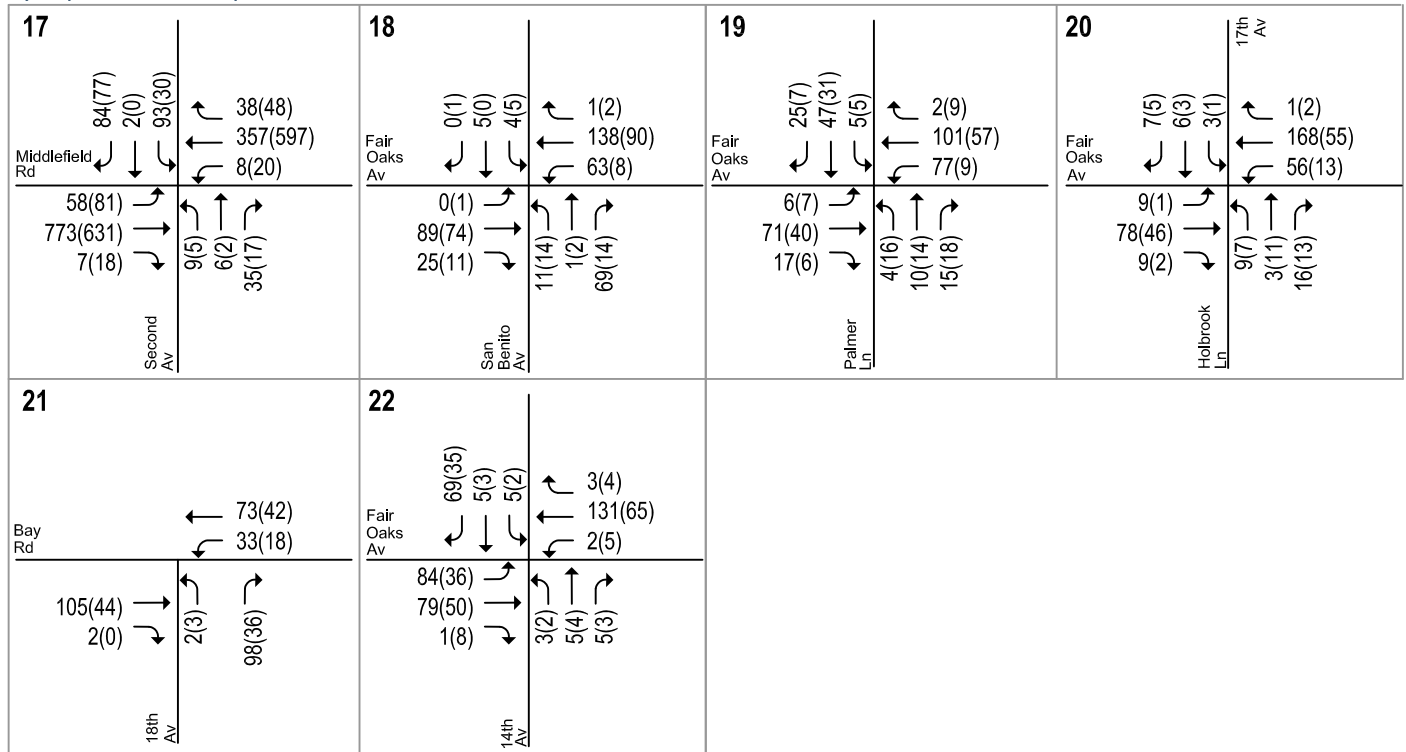 17
84(77)
2(0)
93(30)
38(48)
357(597)
8(20)
Middlefield
Rd
58(81)
773(631)
7(18)
9(5)
6(2)
35(17)
Second
Av
18
0(1)
5(0)
4(5)
1(2)
138(90)
63(8)
Fair
Oaks
Av
0(1)
89(74)
25(11)
11(14)
1(2)
69(14)
San
Benito
Av
19
25(7)
47(31)
5(5)
2(9)
101(57)
77(9)
Fair
Oaks
Av
6(7)
71(40)
17(6)
4(16)
10(14)
15(18)
Palmer
Ln
20
17th
Av
7(5)
6(3)
3(1)
1(2)
168(55)
56(13)
Fair
Oaks
Av
9(1)
78(46)
9(2)
9(7)
3(11)
16(13)
Holbrook
Ln
21
73(42)
33(18)
Bay
Rd
105(44)
2(0)
2(3)
98(36)
18th
Av
22
69(35)
5(3)
5(2)
3(4)
131(65)
2(5)
Fair
Oaks
Av
84(36)
79(50)
1(8)
3(2)
5(4)
5(3)
14th
Av